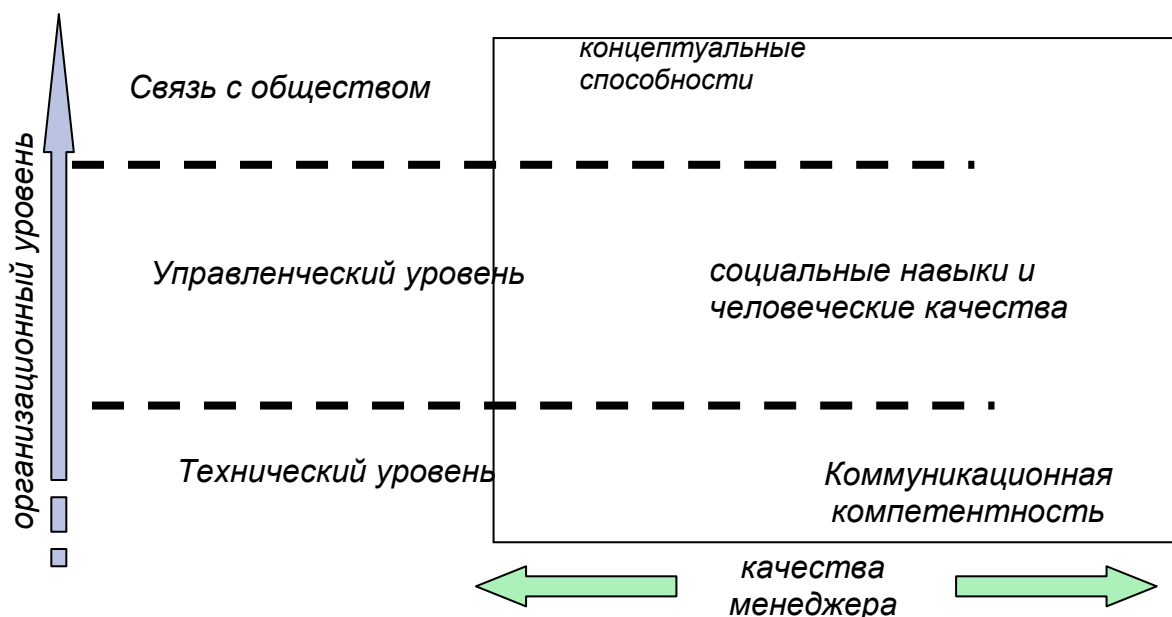 концептуальные
способности
Связь с обществом
организационный уровень
Управленческий уровень
социальные навыки и
человеческие качества
Технический уровень
Коммуникационная
компетентность
качества
менеджера